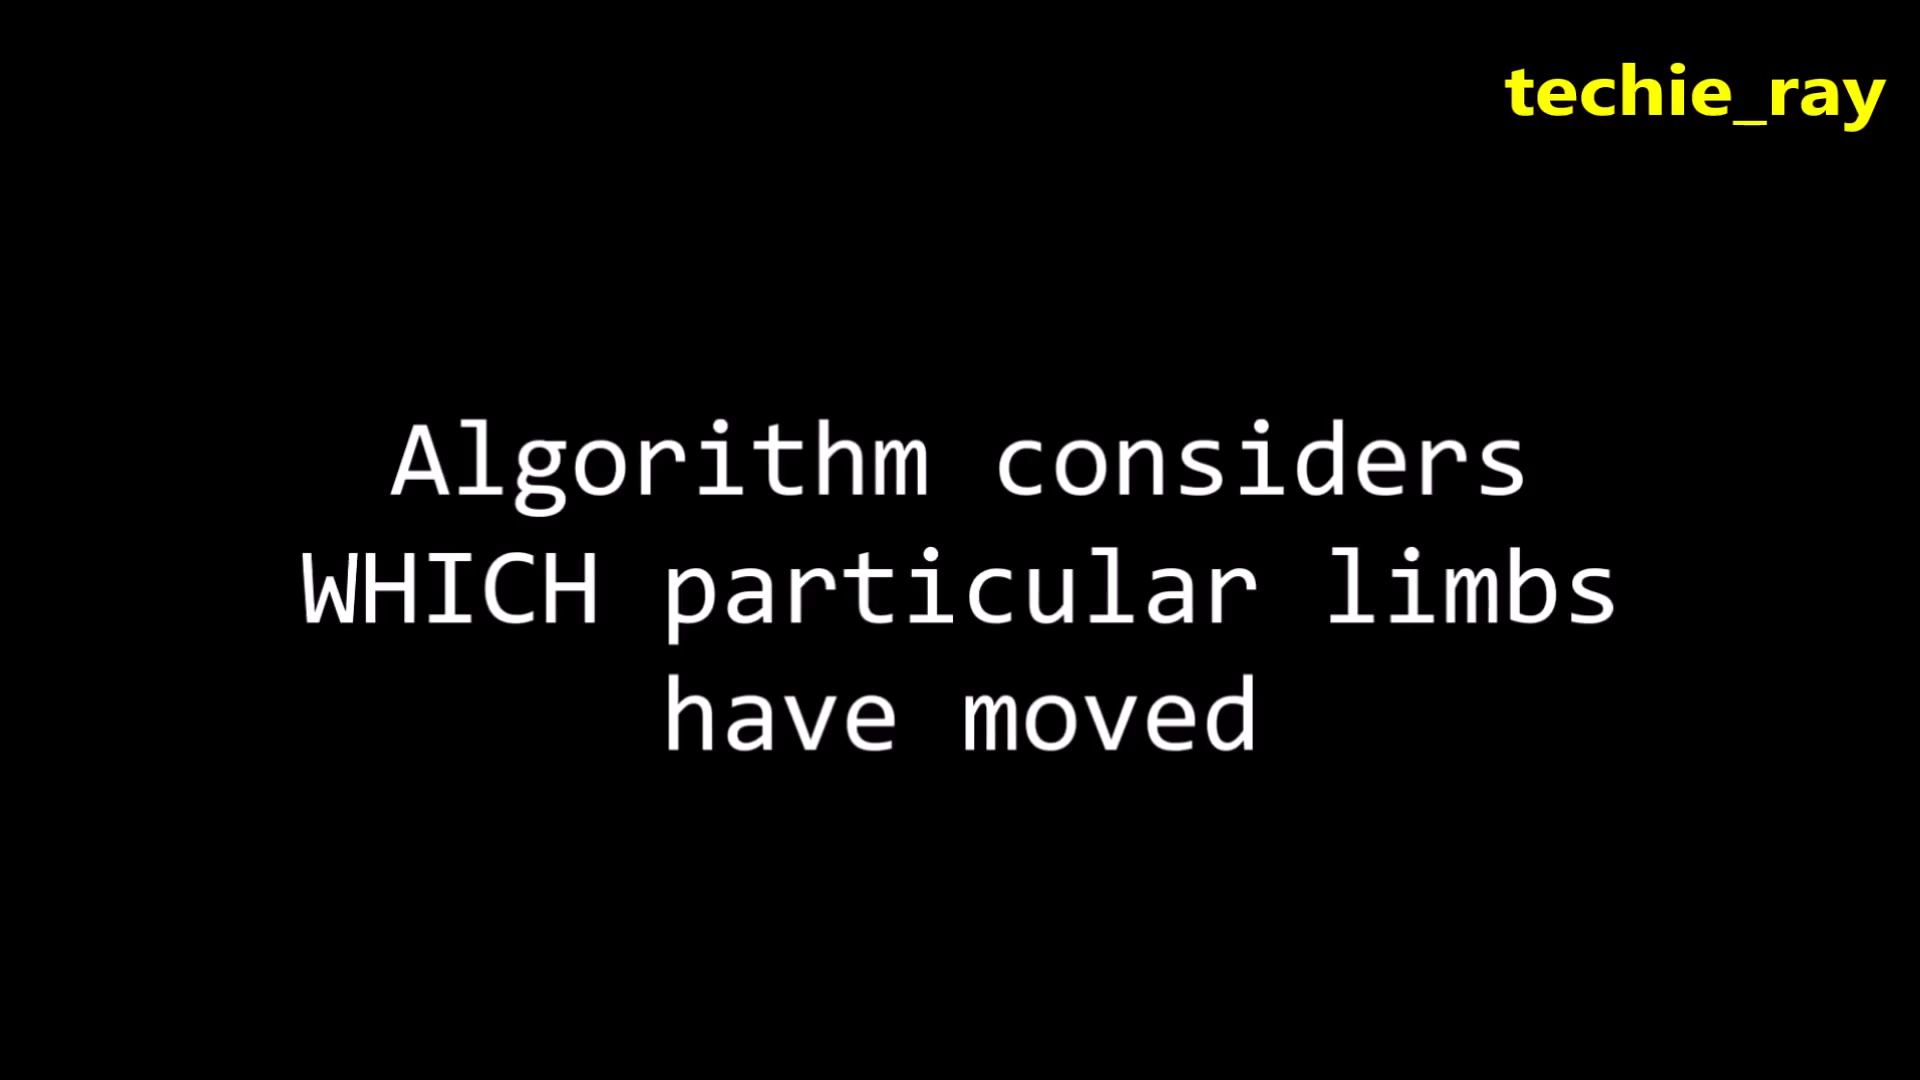 techie_ray
Algorithm considers
WHICH particular limbs
have moved